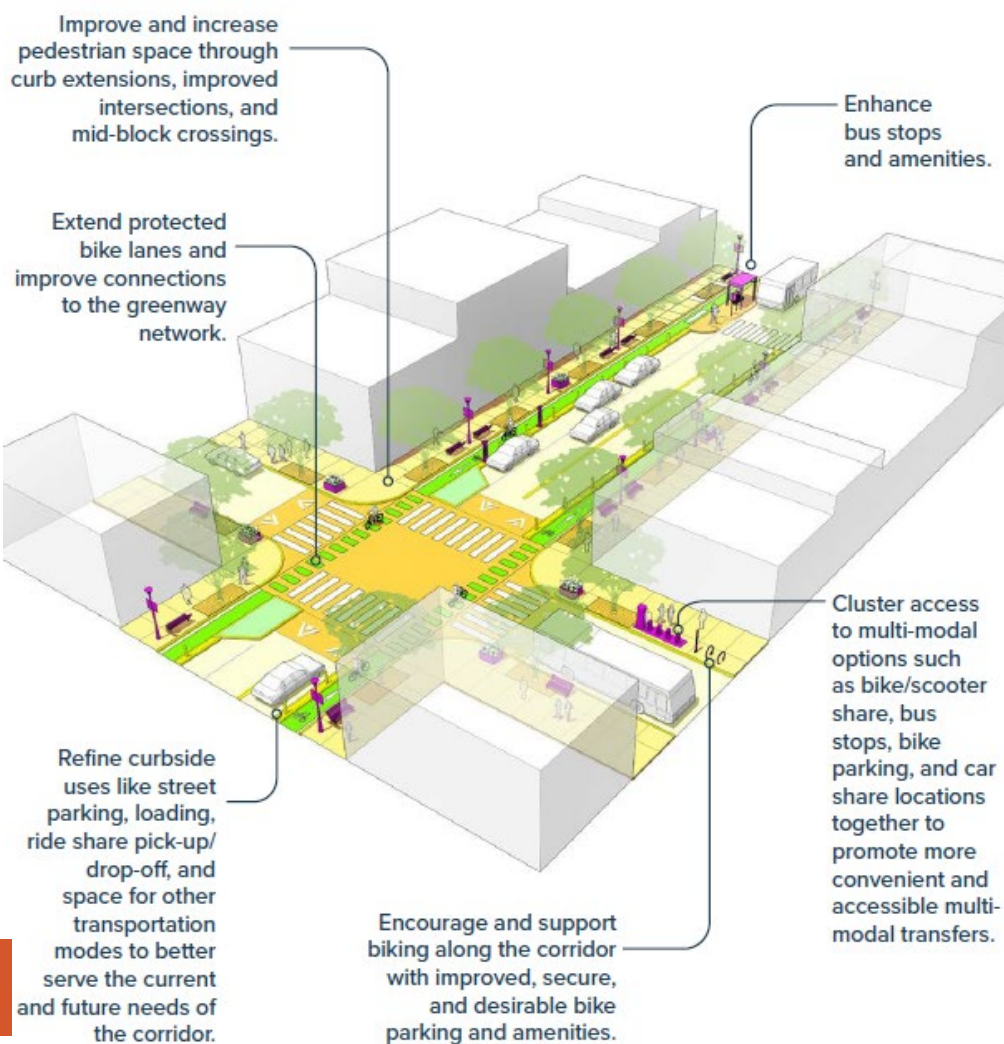 Improve and increase
pedestrian space through
curb extensions, improved
intersections, and
mid-block crossings.
Enhance
bus stops
and amenities.
Extend protected
bike lanes and
improve connections
to the greenway
network.
Cluster access
to multi-modal
options such
as bike/scooter
share, bus
stops, bike
parking, and car
share locations
together to
promote more
convenient and
accessible multi-
modal transfers.
Refine curbside
uses like street
parking, loading,
ride share pick-up/
drop-off, and
space for other
transportation
modes to better
serve the current
and future needs of
the corridor.
Encourage and support
biking along the corridor
with improved, secure,
and desirable bike
parking and amenities.